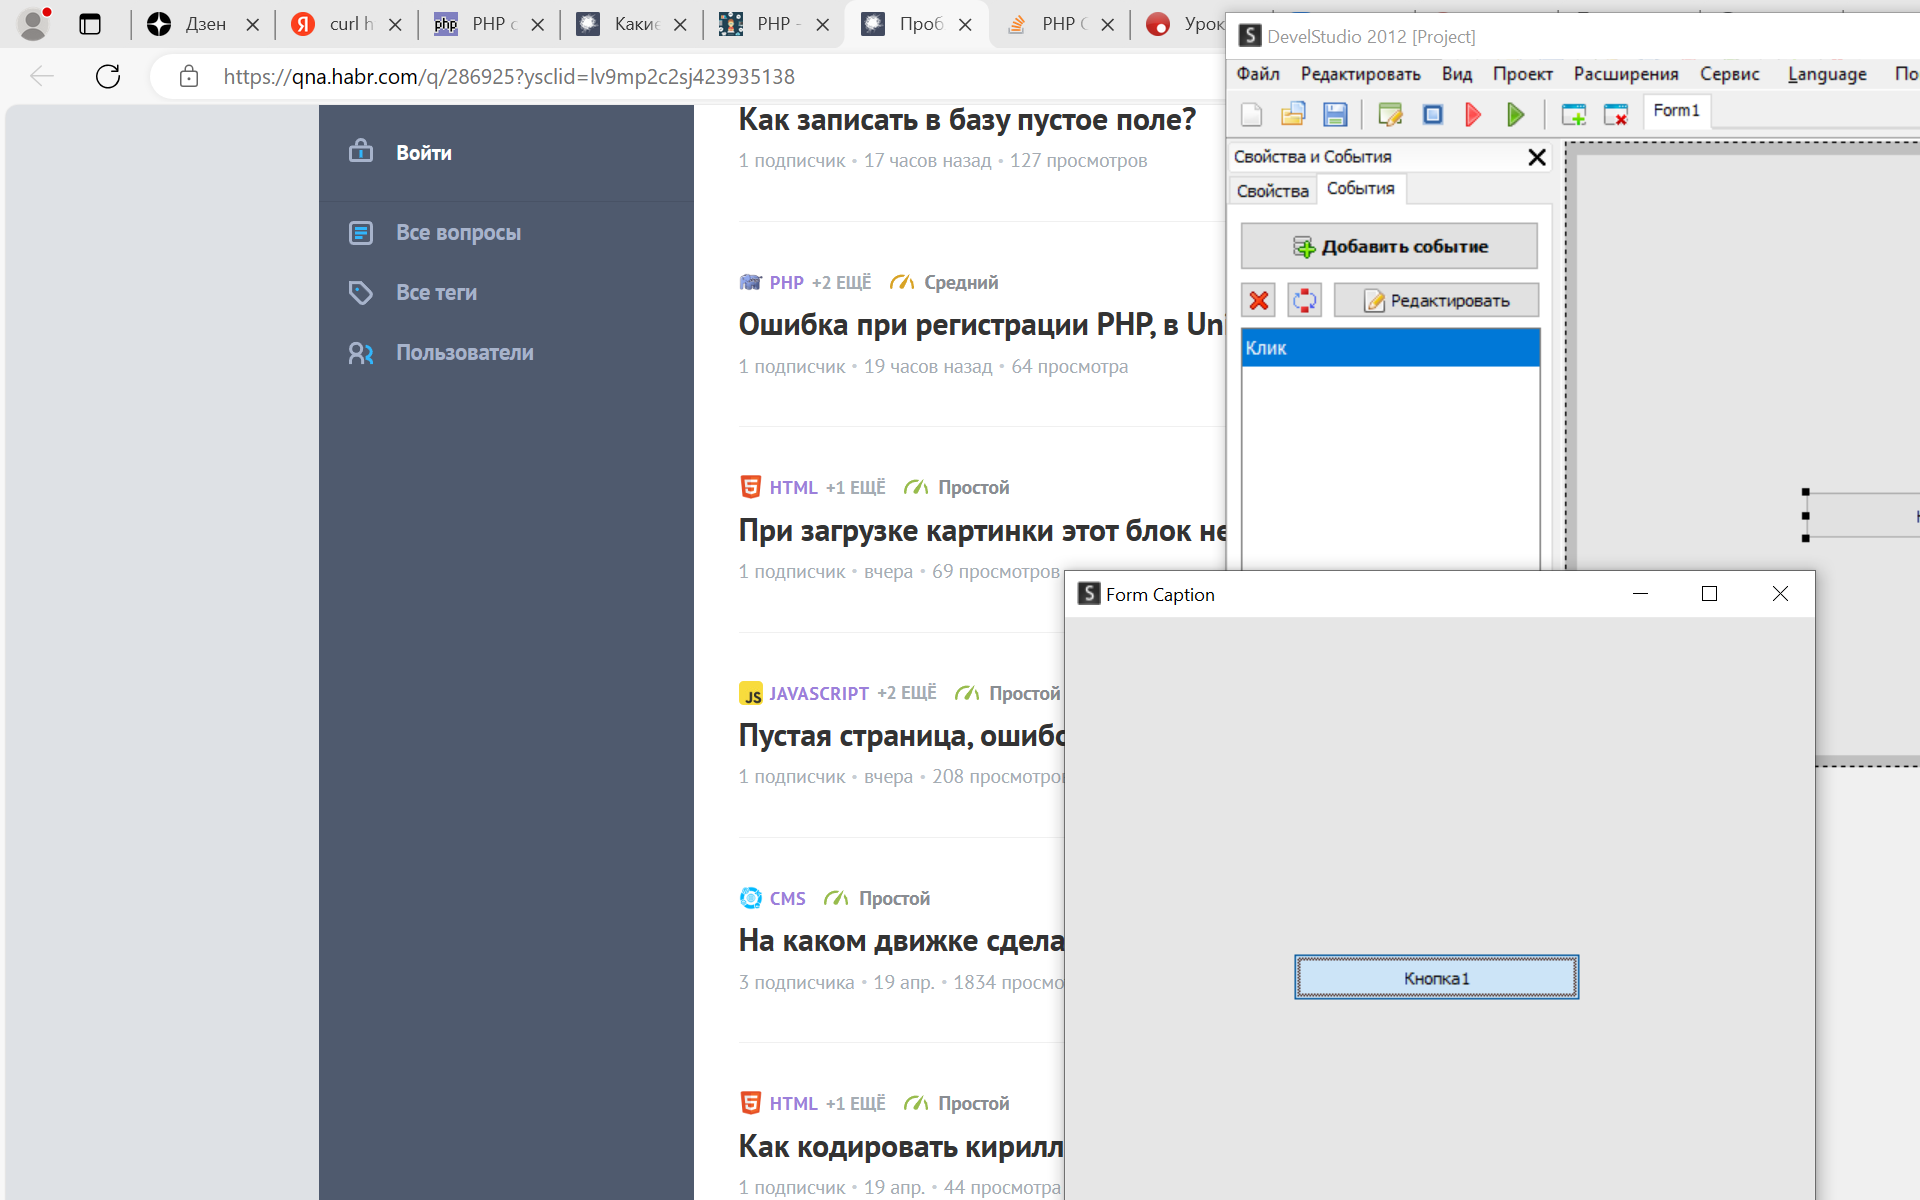 Дзен
curl h
PHP
Какие
PHP -
Проб
PHP
Урок
https://qna.habr.com/q/286925?ysclid=lv9mp2c2sj423935138
Войти
Все вопросы
Все теги
Пользователи
Как записать в базу пустое поле?
1 подписчик • 17 часов назад • 127 просмотров
PHP +2 ЕЩЁ Средний
Ошибка при регистрации PHP, в Un
1 подписчик • 19 часов назад • 64 просмотра
HTML +1 ЕЩЁ Простой
При загрузке картинки этот блок не
1 подписчик • вчера • 69 просмотров
JAVASCRIPT +2 ЕЩЁ Простой
Пустая страница, ошибо
1 подписчик • вчера • 208 просмотров
CMS Простой
На каком движке сдела
3 подписчика • 19 апр. • 1834 просмо
HTML +1 ЕЩЁ Простой
Как кодировать кирилл
1 подписчик • 19 апр. • 44 просмотра
DevelStudio 2012 [Project]
Файл Редактировать Вид Проект Расширения Сервис Language По
Form1
Свойства и События
Свойства События
Добавить событие
Редактировать
Клик
Form Caption
Кнопка1